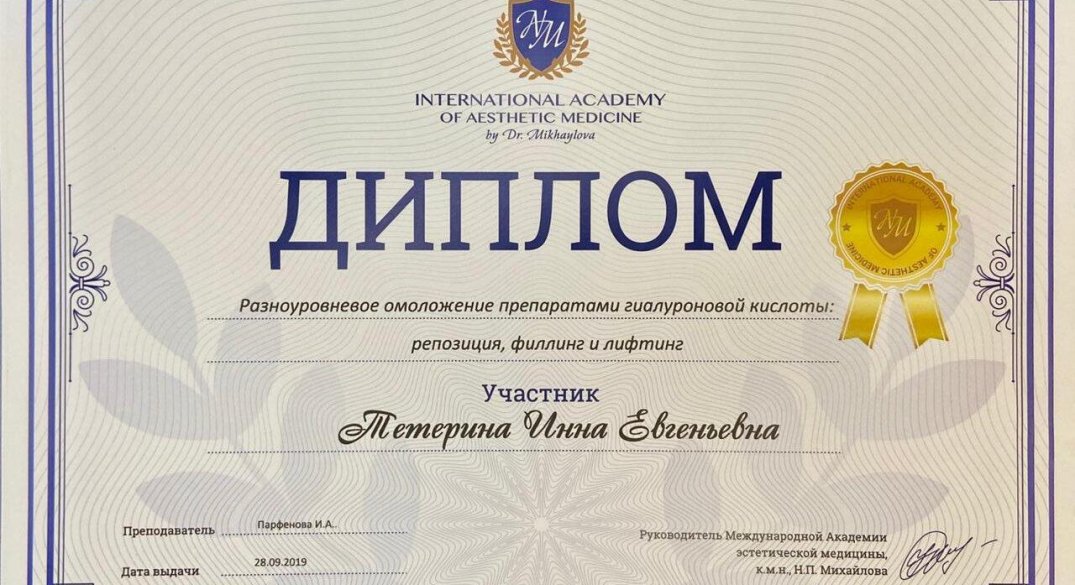 NM
INTERNATIONAL ACADEMY
OF AESTHETIC MEDICINE
by Dr. Mikhaylova
ДИПЛОМ
INTERNATIONAL ACADEMY
NM
OF AESTHETIC MEDICINE
Разноуровневое омоложение препаратами гиалуроновой кислоты:
репозиция, филлинг и лифтинг
Участник
Тетерина Инна Евгеньевна
Преподаватель Парфенова И.А..
Дата выдачи 28.09.2019
Руководитель Международной Академии
эстетической медицины,
к.м.н., Н.П. Михайлова